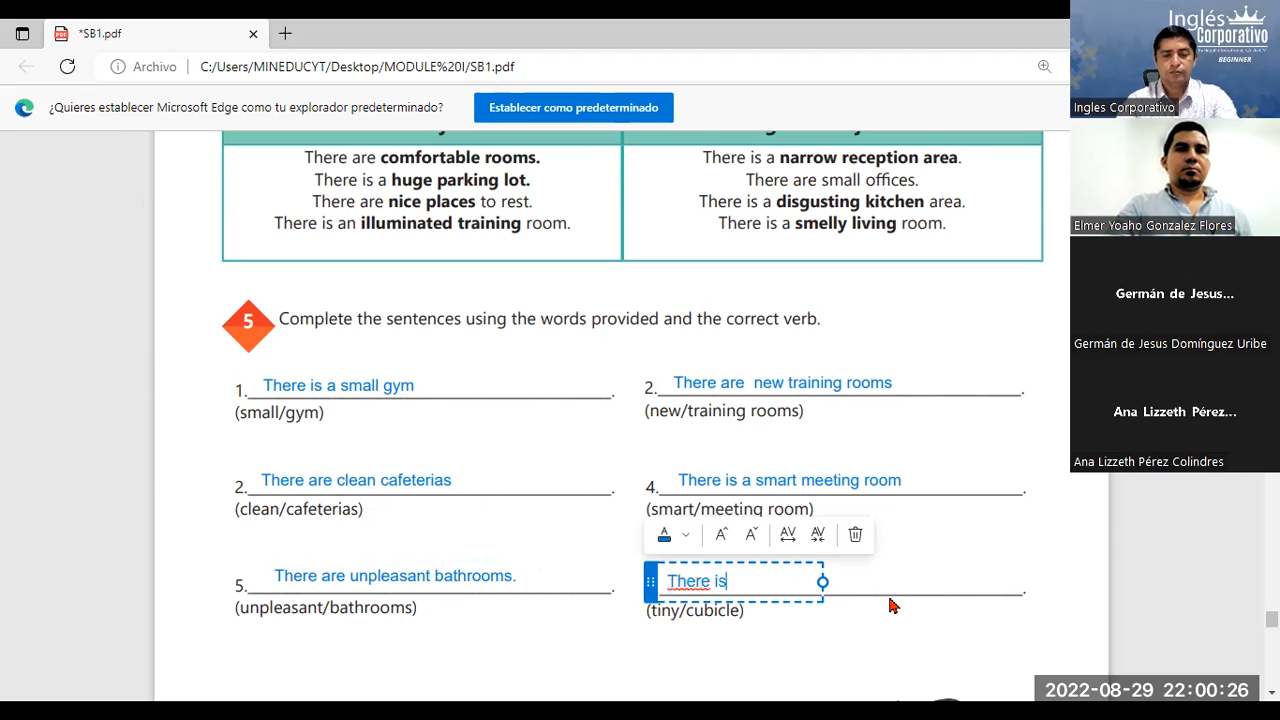 *SB1.pdf
Archivo
C:/Users/MINEDUCYT/Desktop/MODULE%20I/SB1.pdf
¿Quieres establecer Microsoft Edge como tu explorador predeterminado?
Establecer como predeterminado
There are comfortable rooms.
There is a huge parking lot.
There are nice places to rest.
There is an illuminated training room.
There is a narrow reception area.
There are small offices.
There is a disgusting kitchen area.
There is a smelly living room.
5
Complete the sentences using the words provided and the correct verb.
1. There is a small gym.
(small/gym)
2. There are  new training rooms.
(new/training rooms)
2. There are clean cafeterias.
(clean/cafeterias)
4. There is a smart meeting room.
(smart/meeting room)
5. There are unpleasant bathrooms.
(unpleasant/bathrooms)
There is
(tiny/cubicle)
Inglés
Corporativo
BEGINNER
Ingles Corporativo
Elmer Yoaho Gonzalez Flores
Germán de Jesus...
Germán de Jesus Domínguez Uribe
Ana Lizzeth Pérez...
Ana Lizzeth Pérez Colindres
2022-08-29 22:00:26